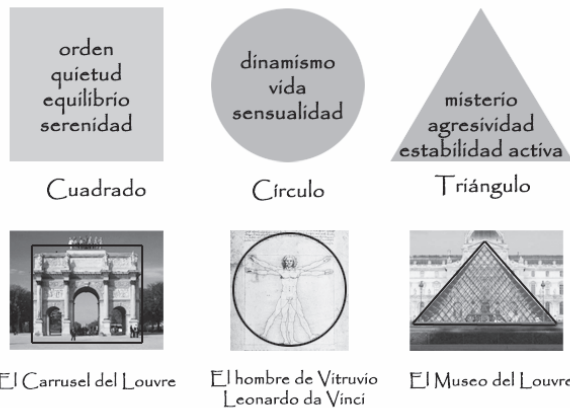 orden
quietud
equilibrio
serenidad
dinamismo
vida
sensualidad
misterio
agresividad
estabilidad activa
Cuadrado
Círculo
Triángulo
El Carrusel del Louvre
El hombre de Vitruvio
Leonardo da Vinci
El Museo del Louvre